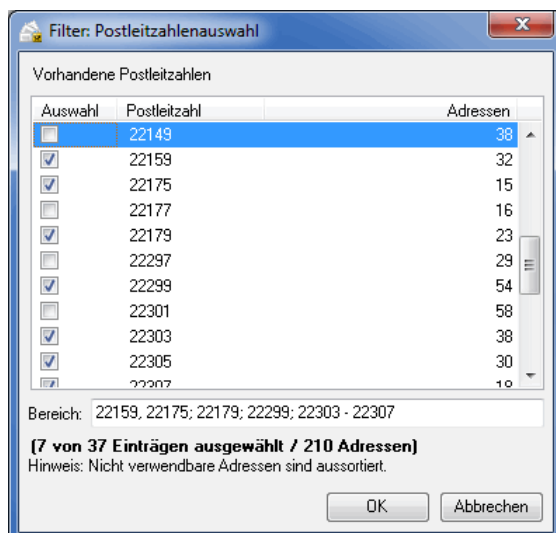 Filter: Postleitzahlenauswahl
Vorhandene Postleitzahlen
Auswahl Postleitzahl Adressen
22149 38
22159 32
22175 15
22177 16
22179 23
22297 29
22299 54
22301 58
22303 38
22305 30
22307 18
Bereich: 22159, 22175; 22179; 22299; 22303 - 22307
(7 von 37 Einträgen ausgewählt / 210 Adressen)
Hinweis: Nicht verwendbare Adressen sind aussortiert.
OK Abbrechen